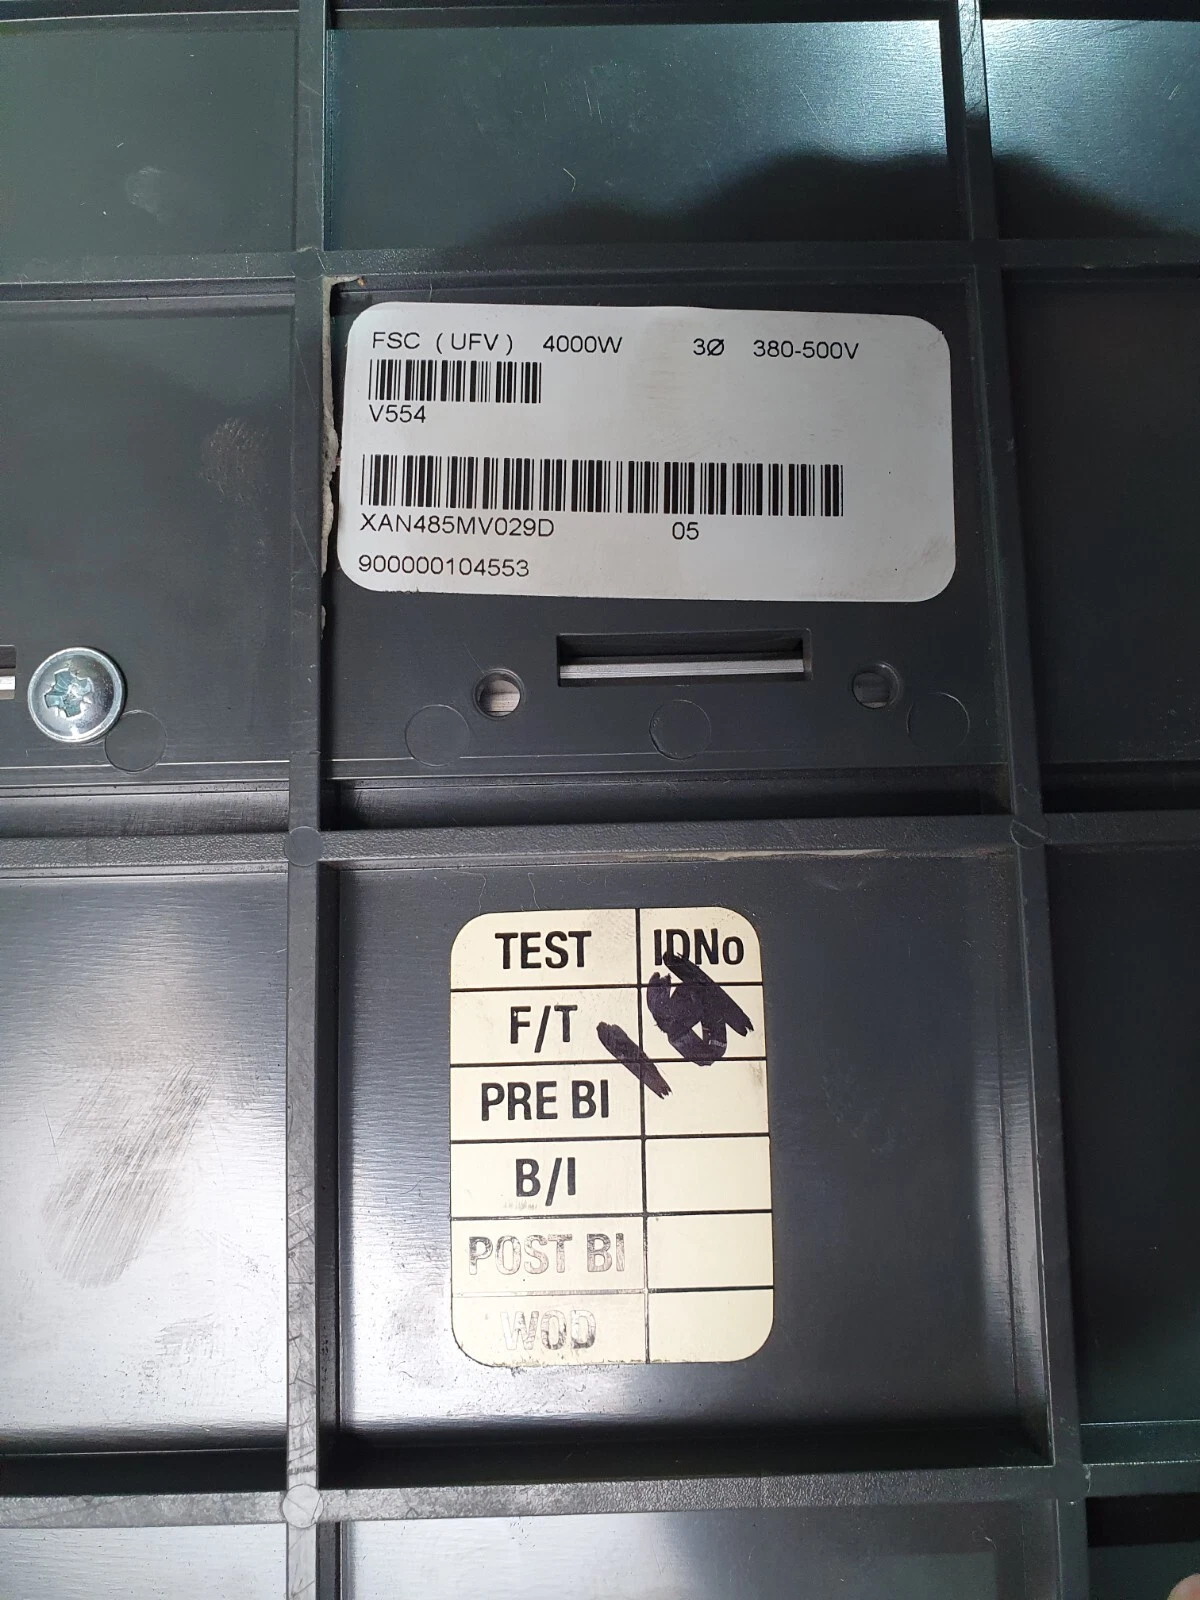 FSC ( UFV ) 4000W 3Ø 380-500V
V554
XAN485MV029D 05
900000104553
TEST IDNo
F/T
PRE BI
B/I
POST BI
WOD